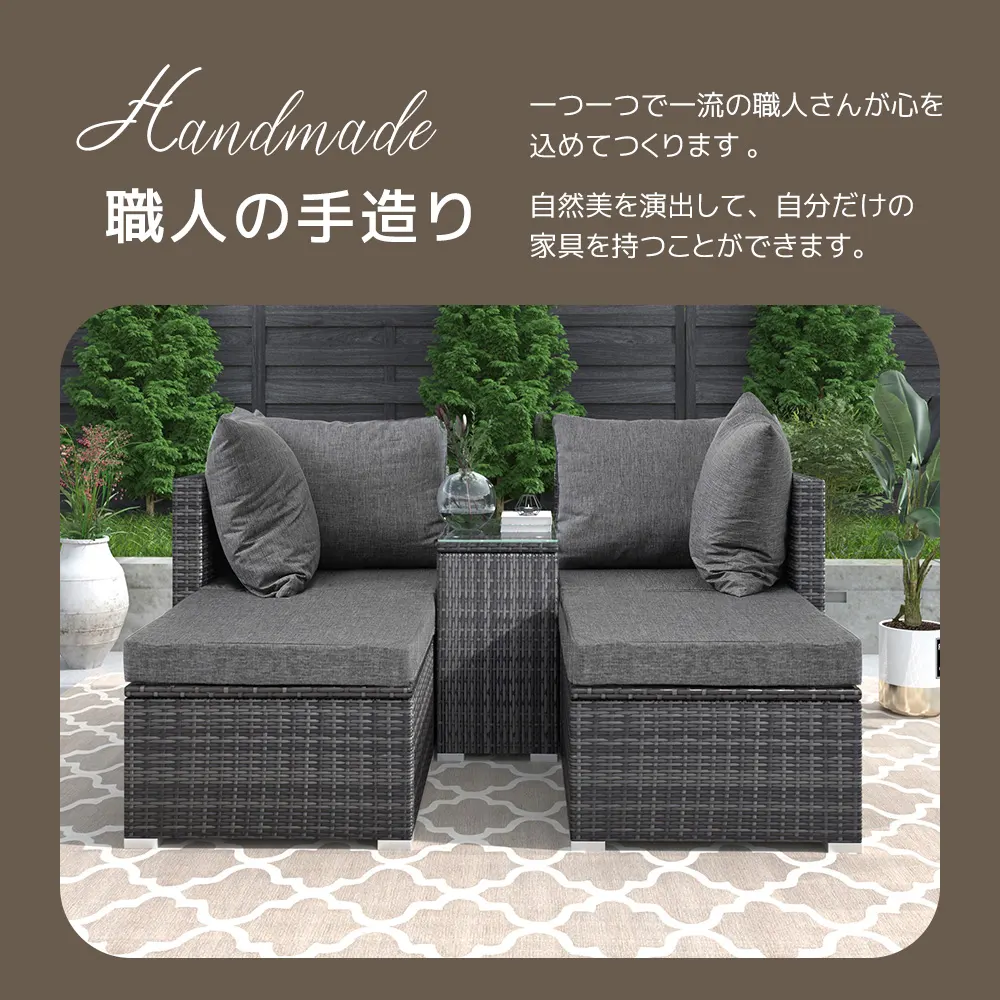 Handmade
職人の手造り
一つ一つで一流の職人さんが心を
込めてつくります。
自然美を演出して、自分だけの
家具を持つことができます。